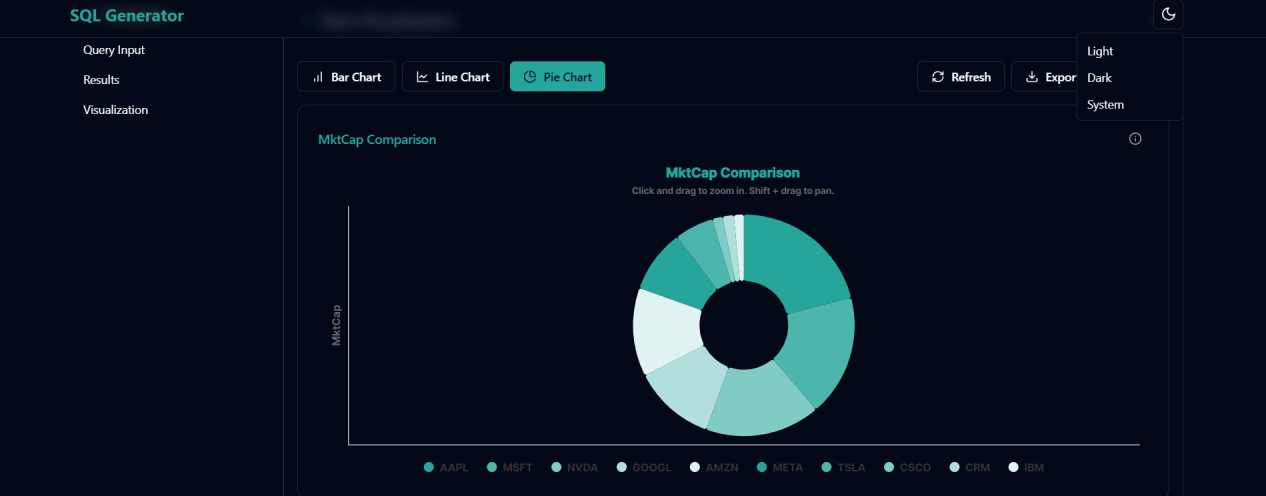 SQL Generator
Query Input
Results
Visualization
Bar Chart
Line Chart
Pie Chart
Refresh
Expor
Light
Dark
System
MktCap Comparison
MktCap Comparison
Click and drag to zoom in. Shift + drag to pan.
MktCap
AAPL MSFT NVDA GOOGL AMZN META TSLA CSCO CRM IBM